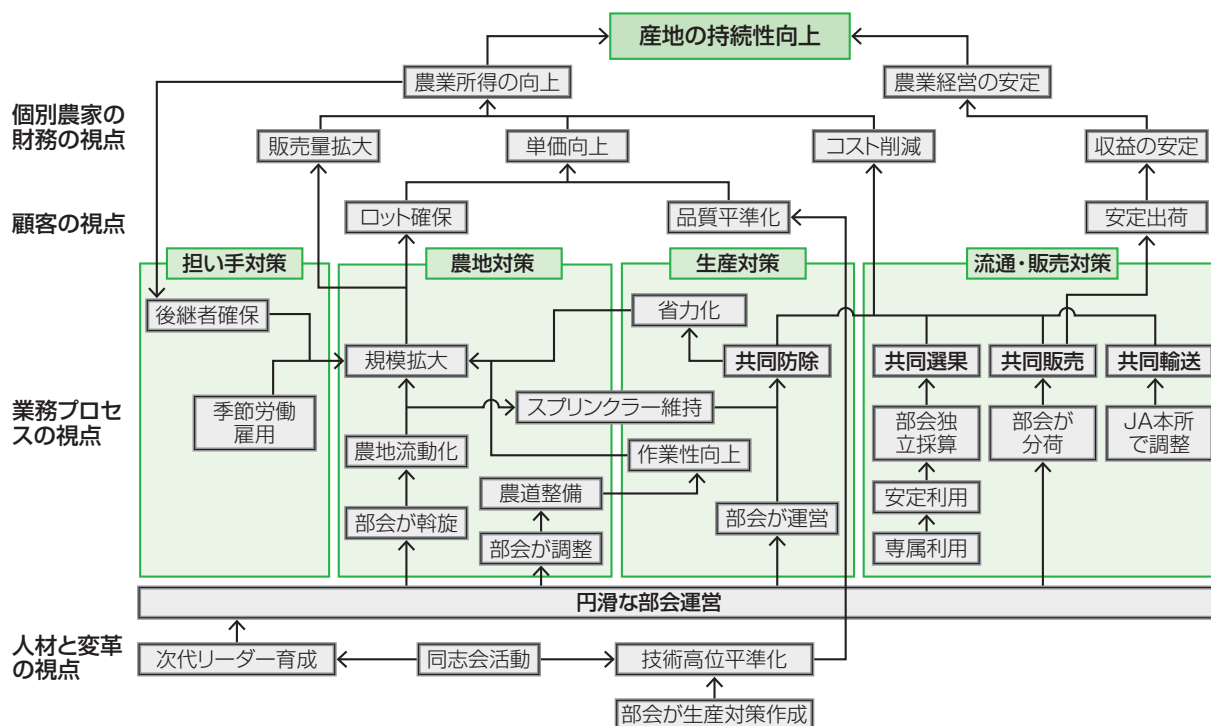 産地の持続性向上
農業所得の向上
農業経営の安定
個別農家の
財務の視点
販売量拡大
単価向上
コスト削減
収益の安定
顧客の視点
ロット確保
品質平準化
安定出荷
担い手対策
農地対策
生産対策
流通・販売対策
後継者確保
省力化
規模拡大
共同防除
共同選果
共同販売
共同輸送
業務プロセ
スの視点
季節労働
雇用
スプリンクラー維持
部会独
立採算
部会が
分荷
JA本所
で調整
農地流動化
作業性向上
農道整備
安定利用
部会が斡旋
部会が運営
部会が調整
専属利用
円滑な部会運営
人材と変革
の視点
次代リーダー育成
同志会活動
技術高位平準化
部会が生産対策作成